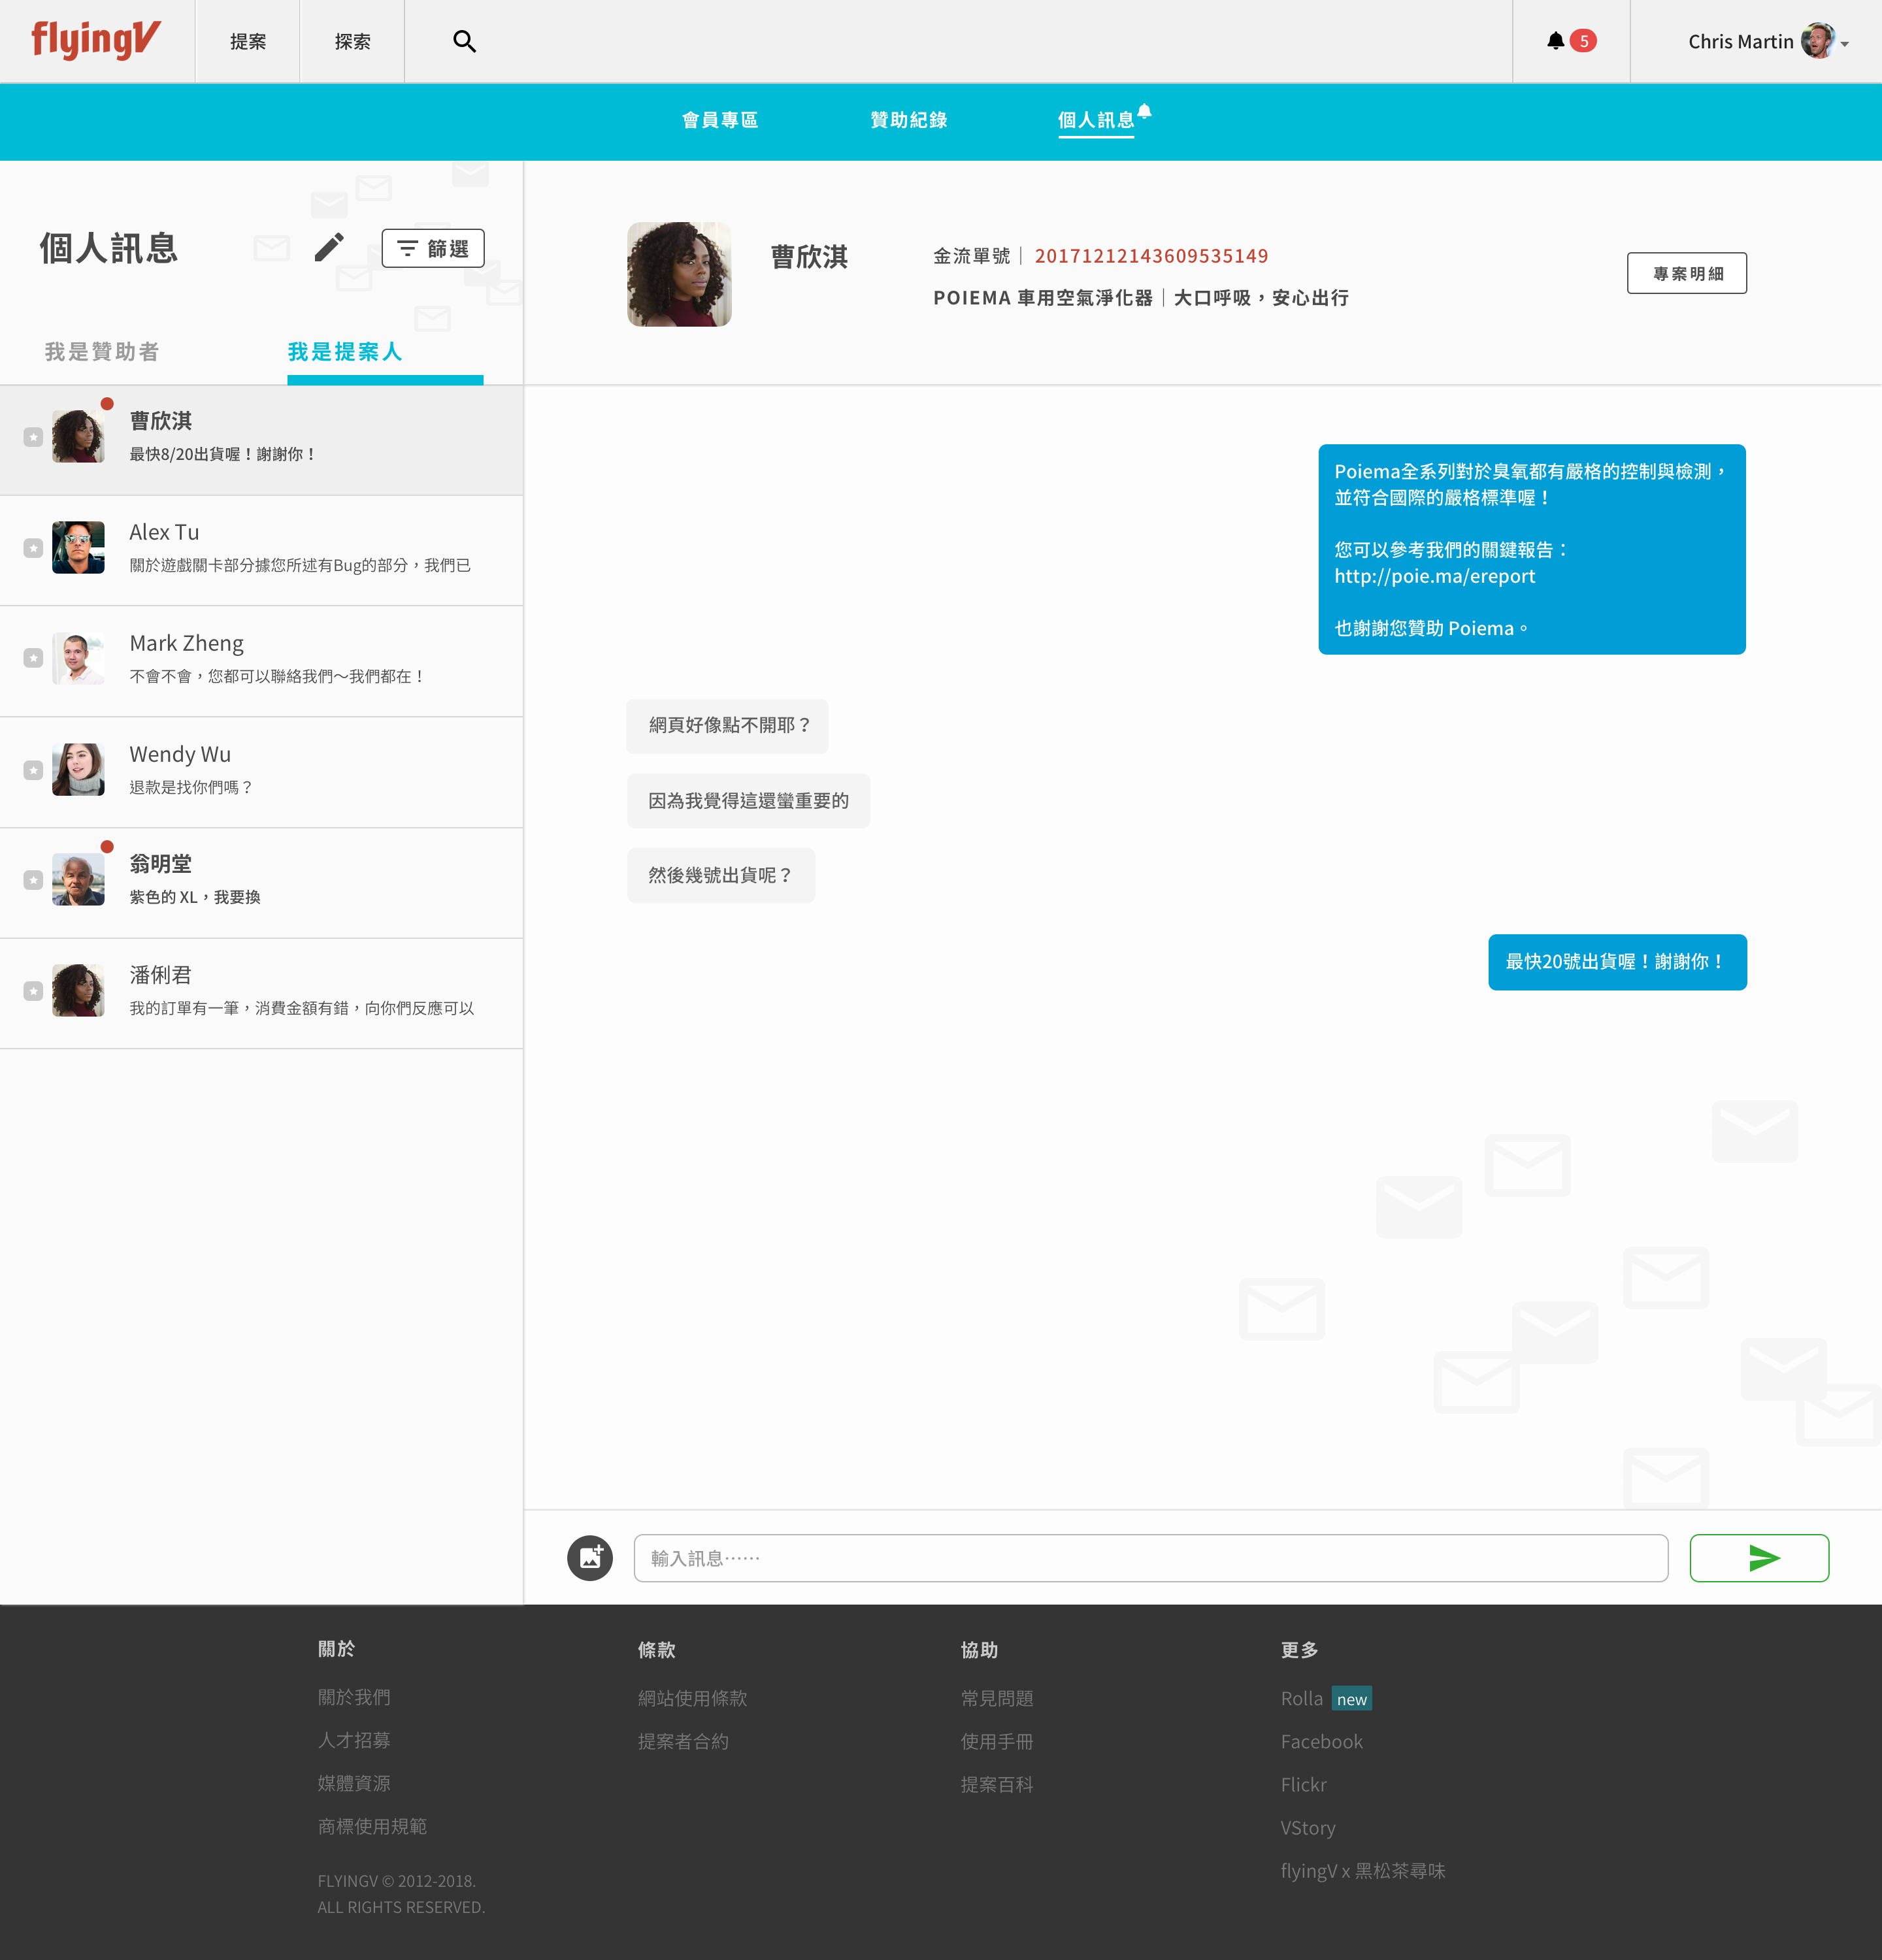 flyingV
提案
探索
5
Chris Martin
會員專區
贊助紀錄
個人訊息
個人訊息
篩選
我是贊助者
我是提案人
曹欣淇
最快8/20出貨喔！謝謝你！
Alex Tu
關於遊戲關卡部分據您所述有Bug的部分，我們已
Mark Zheng
不會不會，您都可以聯絡我們～我們都在！
Wendy Wu
退款是找你們嗎？
翁明堂
紫色的 XL，我要換
潘俐君
我的訂單有一筆，消費金額有錯，向你們反應可以
曹欣淇
金流單號｜ 20171212143609535149
POIEMA 車用空氣淨化器｜大口呼吸，安心出行
專案明細
Poiema全系列對於臭氧都有嚴格的控制與檢測，
並符合國際的嚴格標準喔！
您可以參考我們的關鍵報告：
http://poie.ma/ereport
也謝謝您贊助 Poiema。
網頁好像點不開耶？
因為我覺得這還蠻重要的
然後幾號出貨呢？
最快20號出貨喔！謝謝你！
輸入訊息⋯⋯
關於
關於我們
人才招募
媒體資源
商標使用規範
FLYINGV © 2012-2018.
ALL RIGHTS RESERVED.
條款
網站使用條款
提案者合約
協助
常見問題
使用手冊
提案百科
更多
Rolla new
Facebook
Flickr
VStory
flyingV x 黑松茶尋味